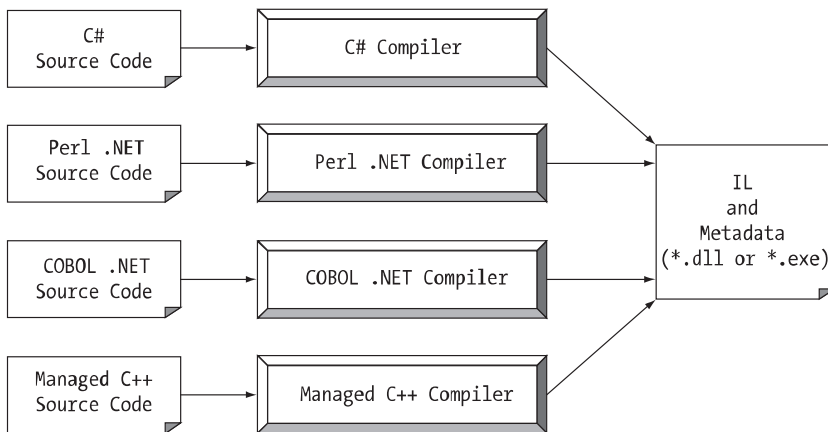 C#
Source Code
C# Compiler
Perl .NET
Source Code
Perl .NET Compiler
IL
and
Metadata
(*.dll or *.exe)
COBOL .NET
Source Code
COBOL .NET Compiler
Managed C++
Source Code
Managed C++ Compiler